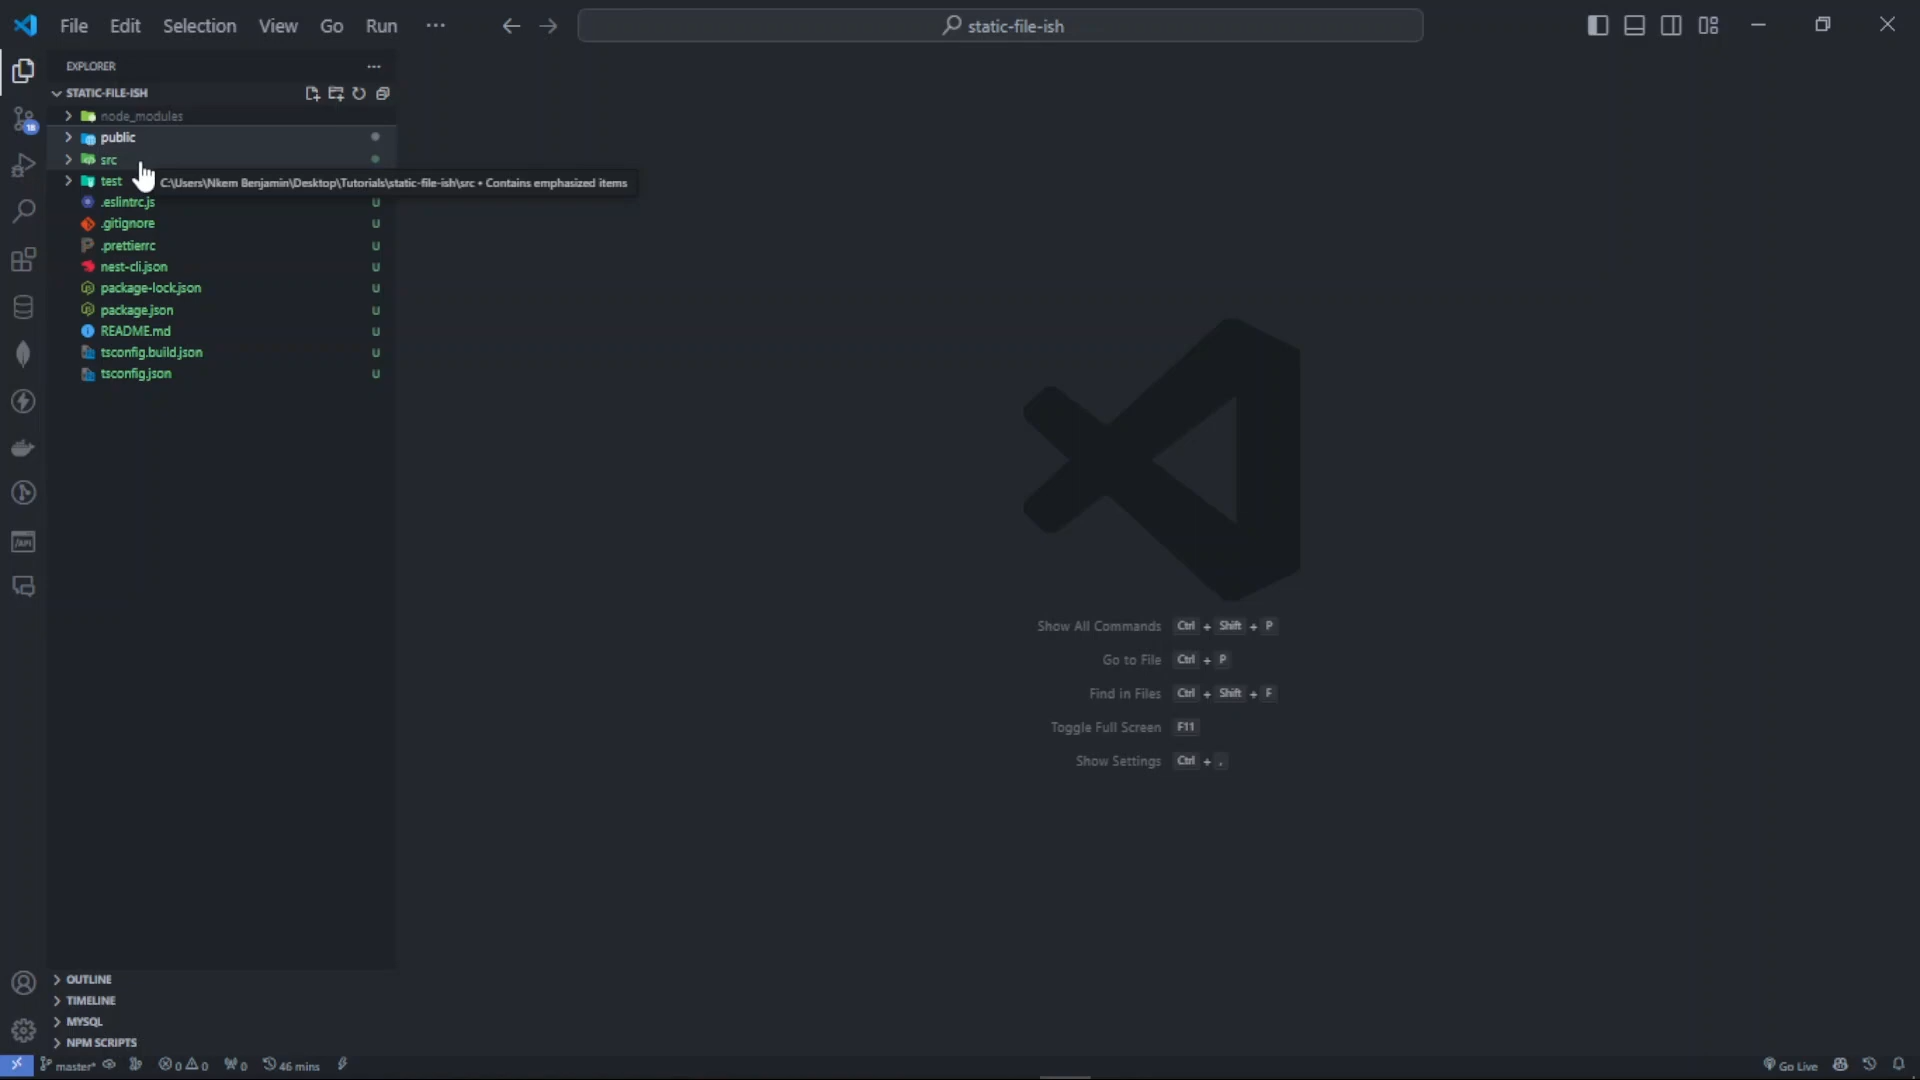 File Edit Selection View Go Run ...
static-file-ish
EXPLORER
STATIC-FILE-ISH
node_modules
public
src
C:\Users\Nkem Benjamin\Desktop\Tutorials\static-file-ish\src • Contains emphasized items
test
.eslintrc.js U
.gitignore U
.prettierrc U
nest-cli.json U
package-lock.json U
package.json U
README.md U
tsconfig.build.json U
tsconfig.json U
18
/API
Show All Commands Ctrl + Shift + P
Go to File Ctrl + P
Find in Files Ctrl + Shift + F
Toggle Full Screen F11
Show Settings Ctrl + ,
OUTLINE
TIMELINE
MYSQL
NPM SCRIPTS
master* 0 0 0 46 mins Go Live